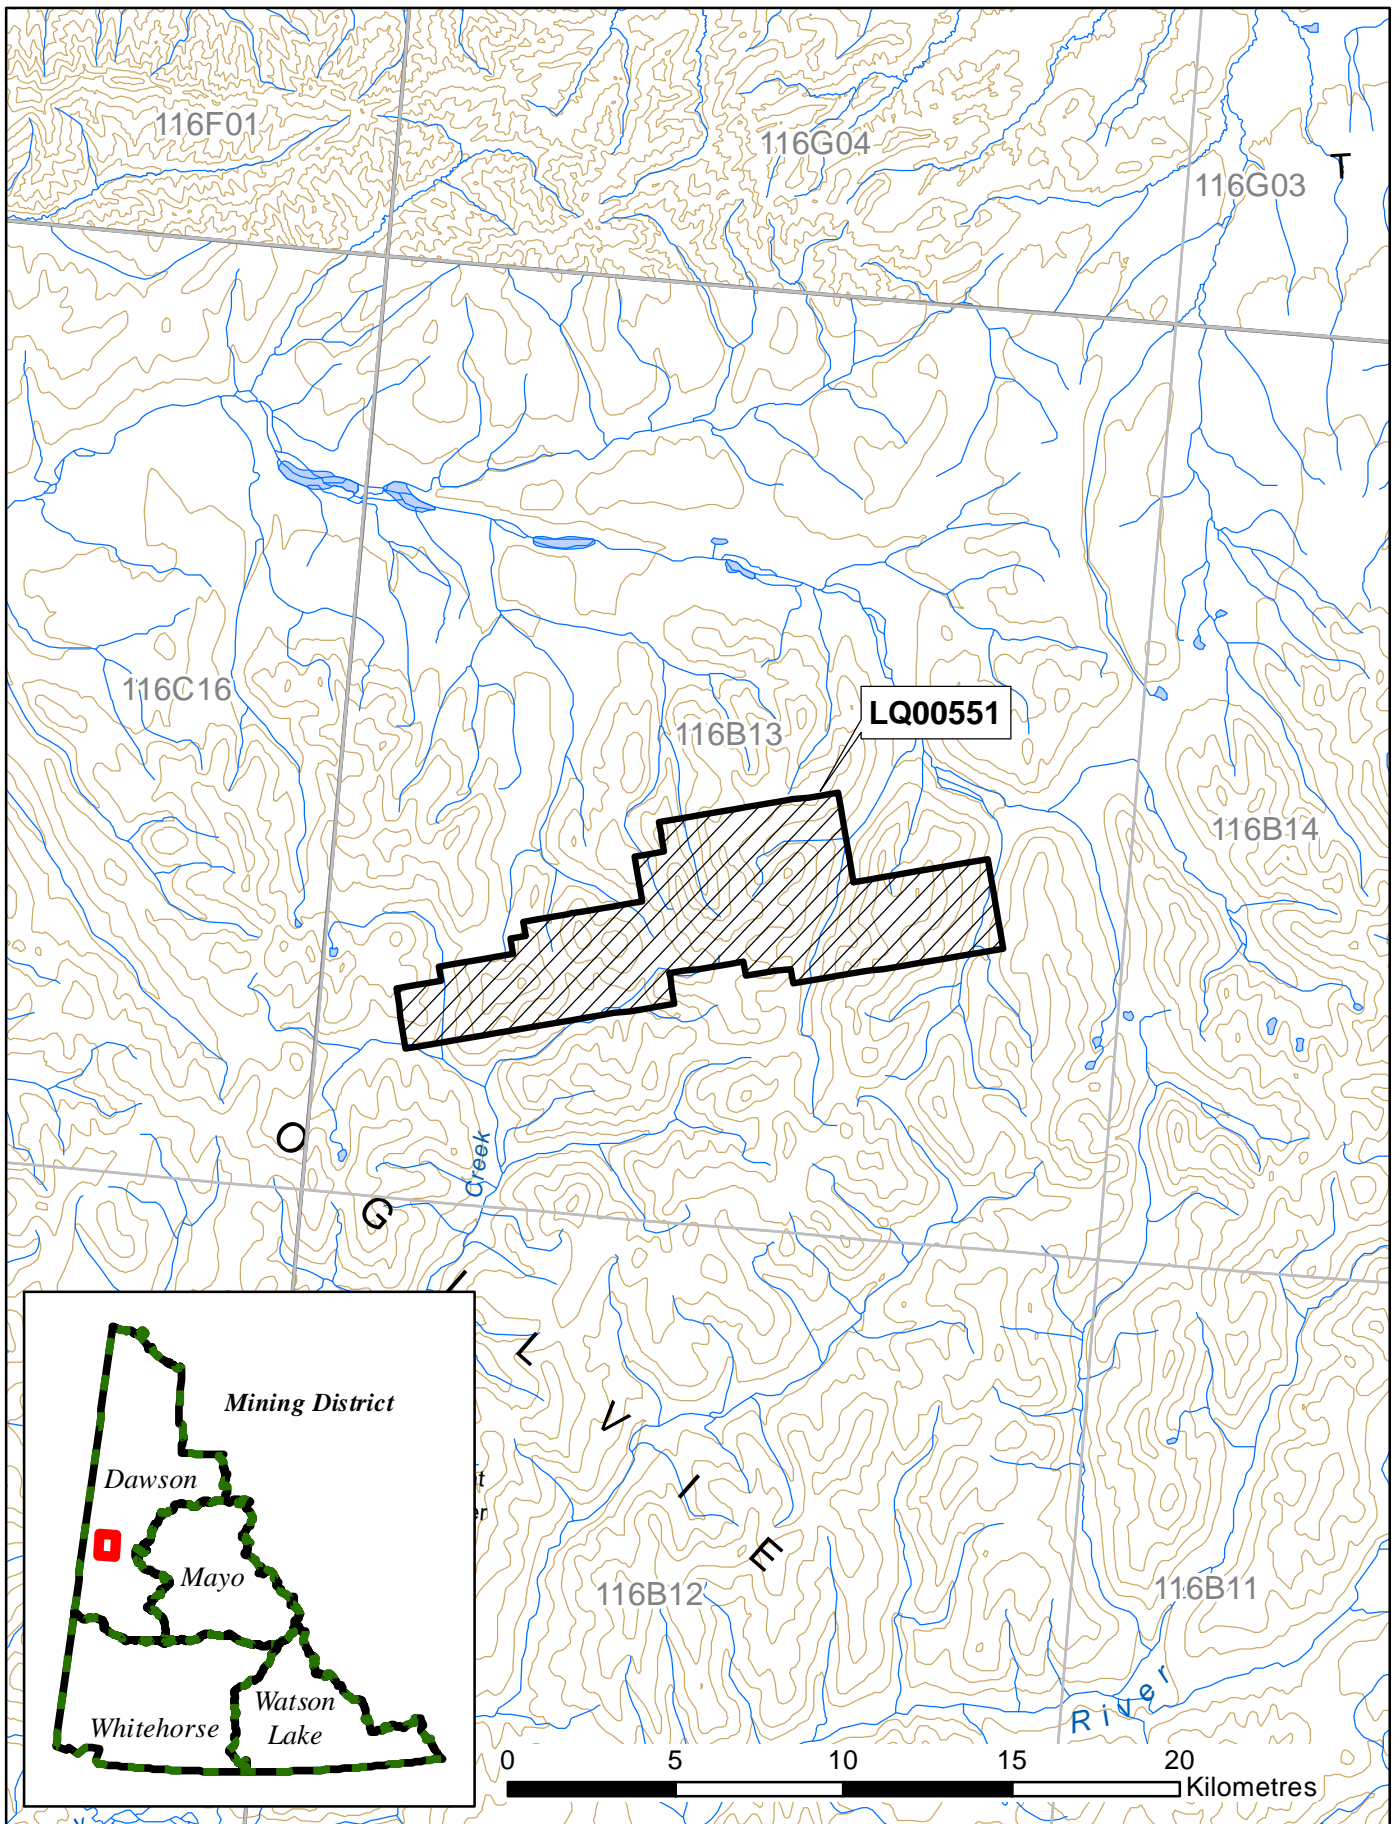 116F01
116G04
T
116G03
116C16
LQ00551
116B13
116B14
O
Creek
G
I
L
V
I
E
Mining District
Dawson
Mayo
Watson
Lake
Whitehorse
116B12
116B11
River
0 5 10 15 20
Kilometres